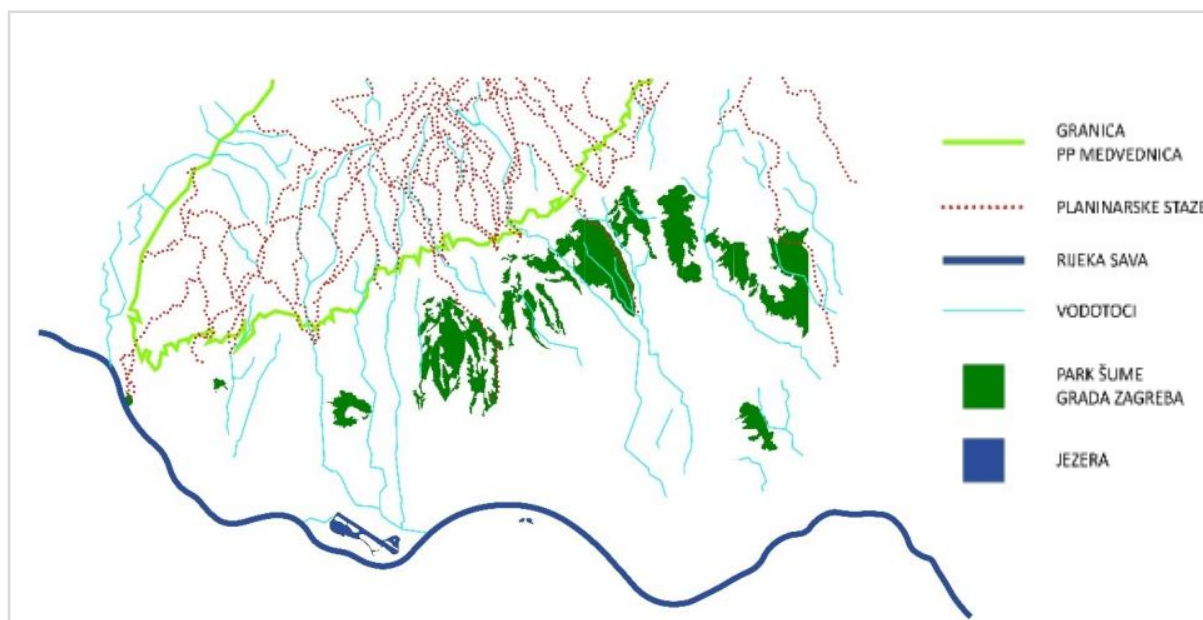 GRANICA
PP MEDVEDNICA
PLANINARSKE STAZE
RIJEKA SAVA
VODOTOCI
PARK ŠUME
GRADA ZAGREBA
JEZERA